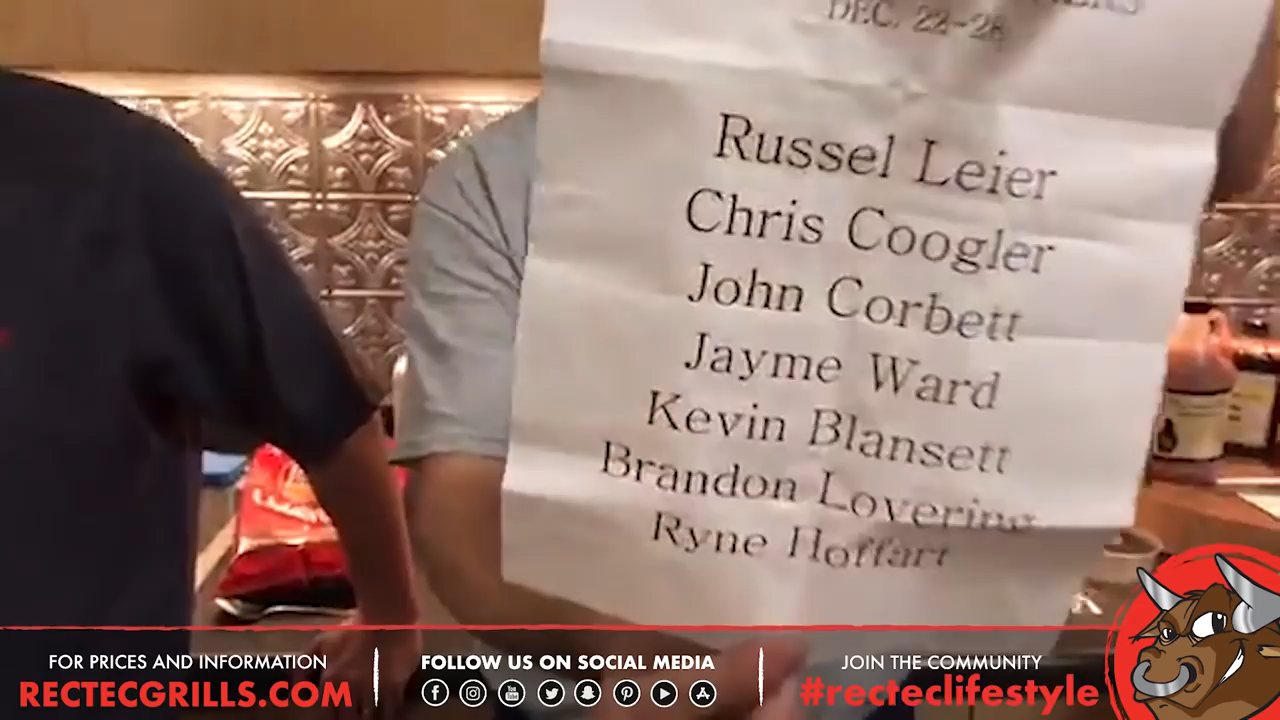 DEC. 22-28
Russel Leier
Chris Coogler
John Corbett
Jayme Ward
Kevin Blansett
Brandon Lovering
Ryne Hoffart
FOR PRICES AND INFORMATION
RECTECGRILLS.COM
FOLLOW US ON SOCIAL MEDIA
JOIN THE COMMUNITY
#recteclifestyle